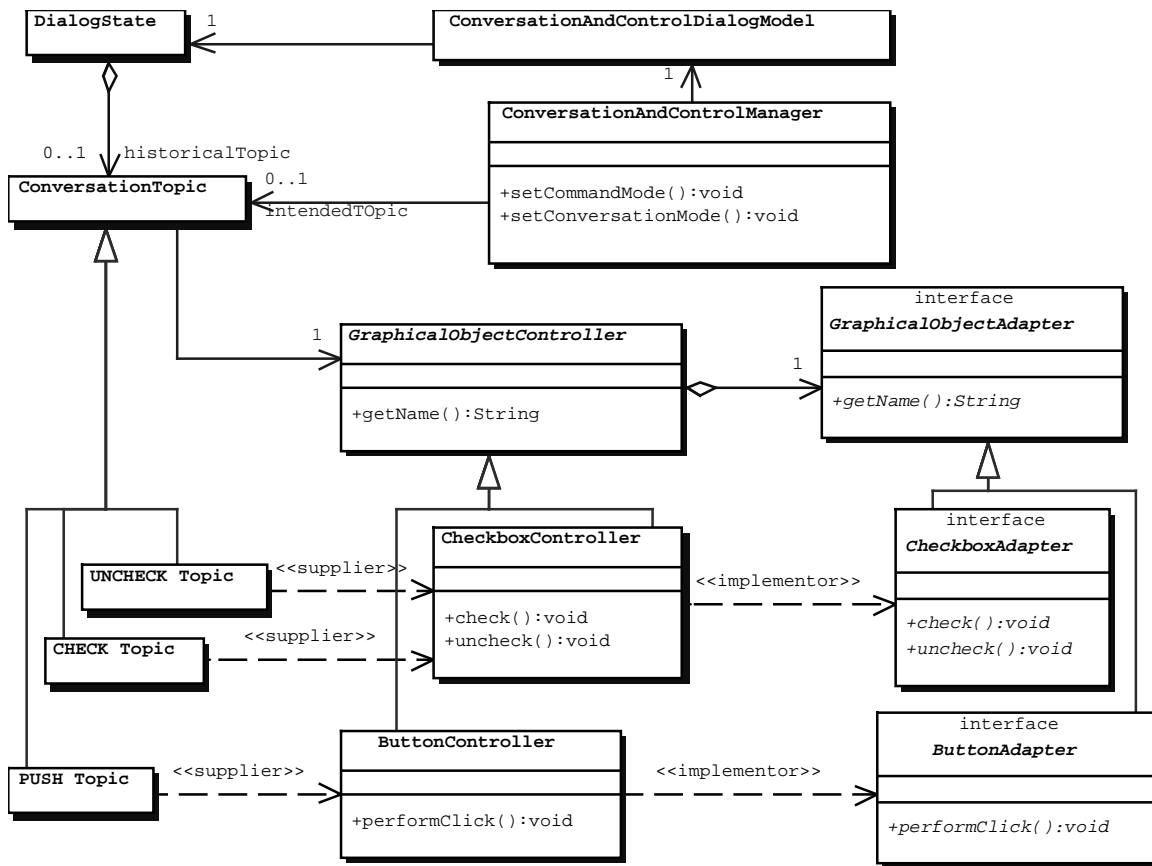 DialogState
1
ConversationAndControlDialogModel
1
ConversationAndControlManager
+setCommandMode():void
+setConversationMode():void
0..1
historicalTopic
ConversationTopic
0..1
intendedTOpic
1
GraphicalObjectController
+getName():String
1
interface
GraphicalObjectAdapter
+getName():String
UNCHECK Topic
<<supplier>>
CheckboxController
+check():void
+uncheck():void
<<implementor>>
interface
CheckboxAdapter
+check():void
+uncheck():void
CHECK Topic
<<supplier>>
PUSH Topic
<<supplier>>
ButtonController
+performClick():void
<<implementor>>
interface
ButtonAdapter
+performClick():void